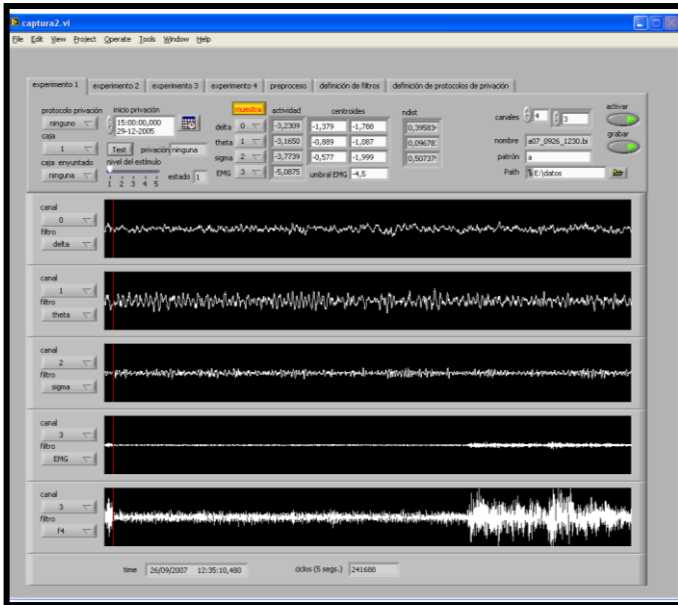 captura2.vi
File Edit View Project Operate Tools Window Help
experimento 1 experimento 2 experimento 3 experimento 4 preproceso definición de filtros definición de protocolos de privación
protocolo privación inicio privación muestra actividad centroides ndist canales 4 3 activar
ninguno 15:00:00,000 29-12-2005 delta 0 -3,2309 -1,379 -1,788
caja theta 1 -3,1650 -0,889 -1,087 0,09678 nombre a07_0926_1230.bi grabar
1 Test privación ninguna sigma 2 -3,7739 -0,577 -1,999 0,50737 patrón a
caja enyuntado nivel del estímulo EMG 3 -5,0875 umbral EMG -4,5 Path E:\datos
ninguna 1 2 3 4 5 estado 1
canal
0
filtro
delta
canal
1
filtro
theta
canal
2
filtro
sigma
canal
3
filtro
EMG
canal
3
filtro
f4
time 26/09/2007 12:35:10,480 ciclos (5 segs.) 241688